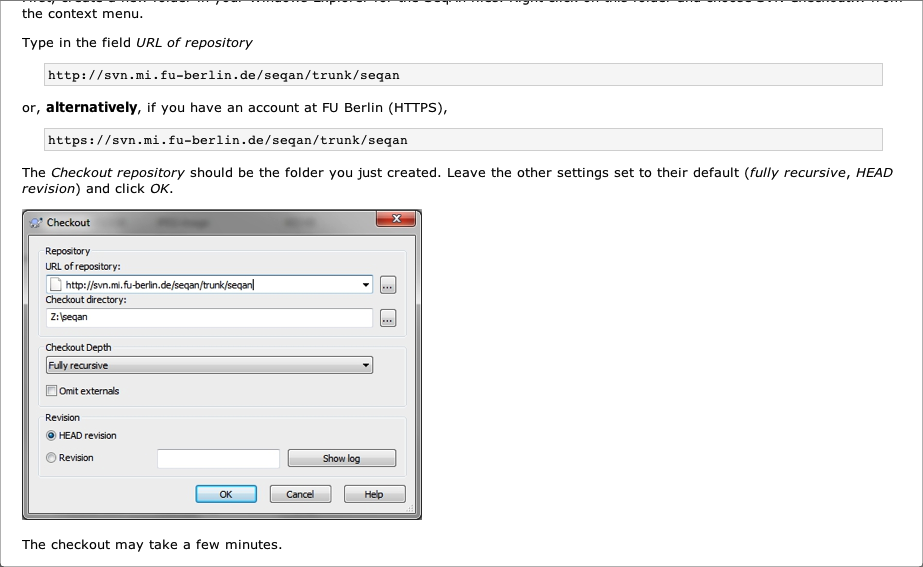 the context menu.
Type in the field URL of repository
http://svn.mi.fu-berlin.de/seqan/trunk/seqan
or, alternatively, if you have an account at FU Berlin (HTTPS),
https://svn.mi.fu-berlin.de/seqan/trunk/seqan
The Checkout repository should be the folder you just created. Leave the other settings set to their default (fully recursive, HEAD
revision) and click OK.
Checkout
Repository
URL of repository:
http://svn.mi.fu-berlin.de/seqan/trunk/seqan
...
Checkout directory:
Z:\seqan
...
Checkout Depth
Fully recursive
Omit externals
Revision
HEAD revision
Revision
Show log
OK Cancel Help
The checkout may take a few minutes.